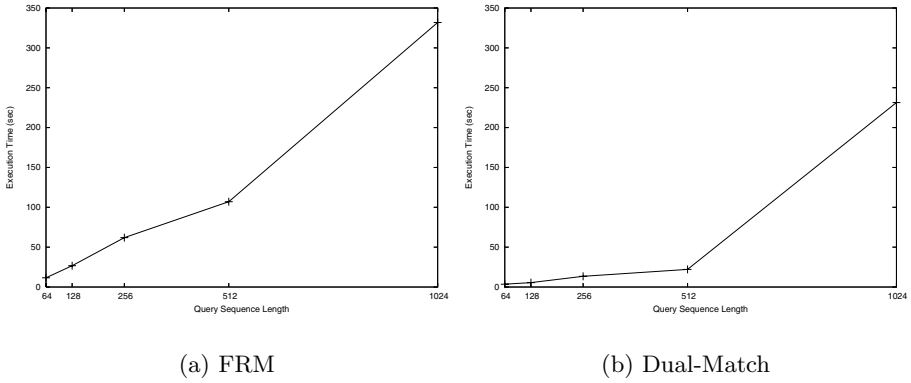 350
300
250
200
150
100
50
0
Execution Time (sec)
64 128 256 512 1024
Query Sequence Length
(a) FRM
350
300
250
200
150
100
50
0
Execution Time (sec)
64 128 256 512 1024
Query Sequence Length
(b) Dual-Match